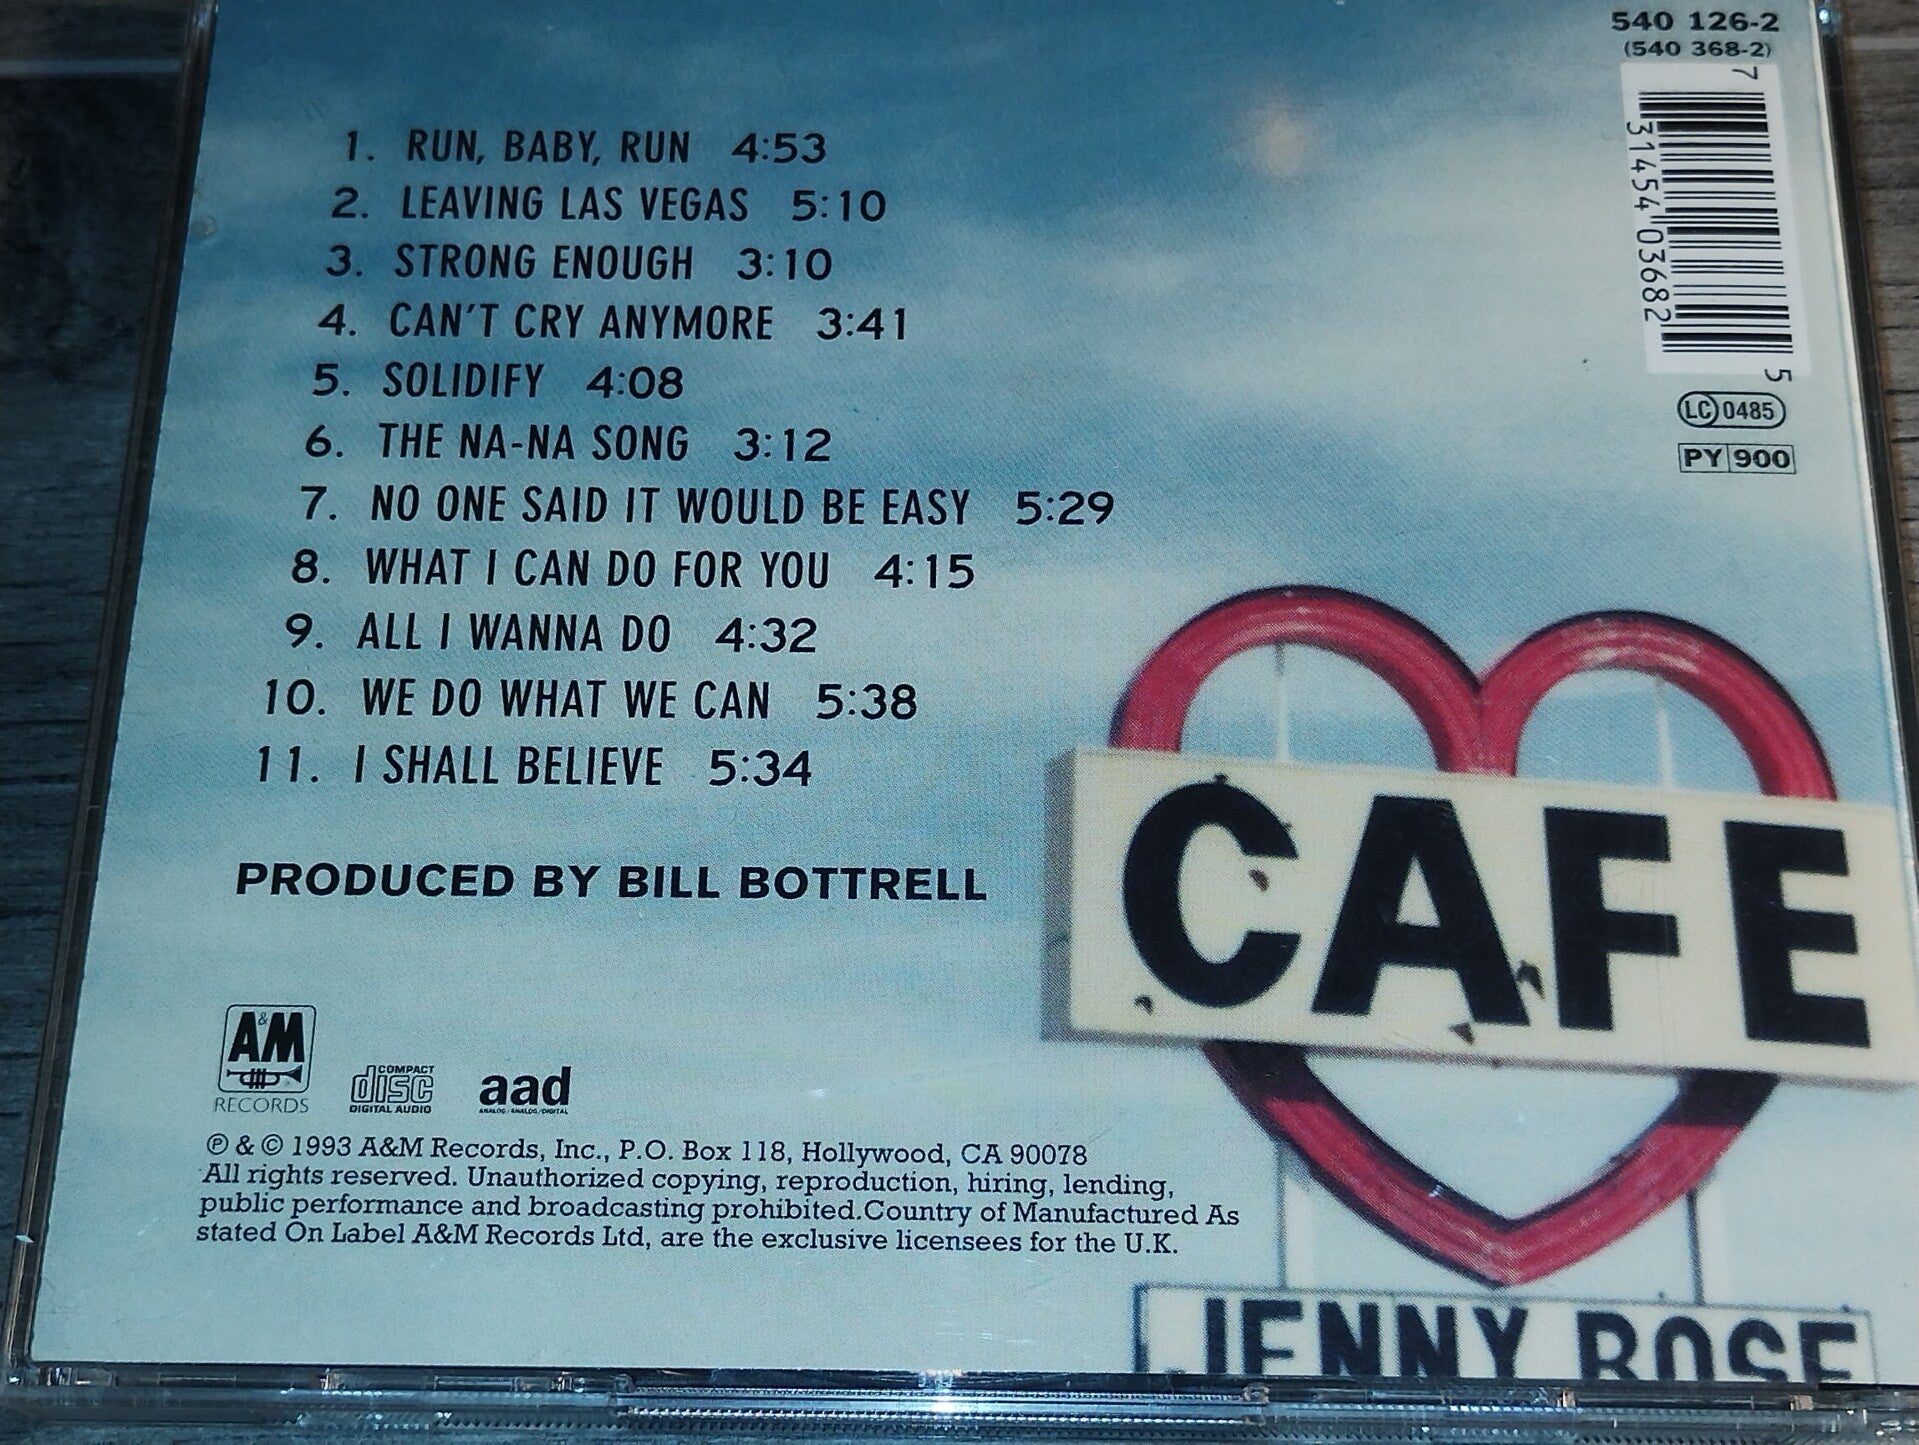 540 126-2
(540 368-2)
7 31454 03682 5
LC 0485
PY 900
1. RUN, BABY, RUN 4:53
2. LEAVING LAS VEGAS 5:10
3. STRONG ENOUGH 3:10
4. CAN'T CRY ANYMORE 3:41
5. SOLIDIFY 4:08
6. THE NA-NA SONG 3:12
7. NO ONE SAID IT WOULD BE EASY 5:29
8. WHAT I CAN DO FOR YOU 4:15
9. ALL I WANNA DO 4:32
10. WE DO WHAT WE CAN 5:38
11. I SHALL BELIEVE 5:34
PRODUCED BY BILL BOTTRELL
CAFE
JENNY ROSE
A&M
RECORDS
COMPACT
disc
DIGITAL AUDIO
aad
ANALOG/ANALOG/DIGITAL
℗ & © 1993 A&M Records, Inc., P.O. Box 118, Hollywood, CA 90078
All rights reserved. Unauthorized copying, reproduction, hiring, lending,
public performance and broadcasting prohibited.Country of Manufactured As
stated On Label A&M Records Ltd, are the exclusive licensees for the U.K.